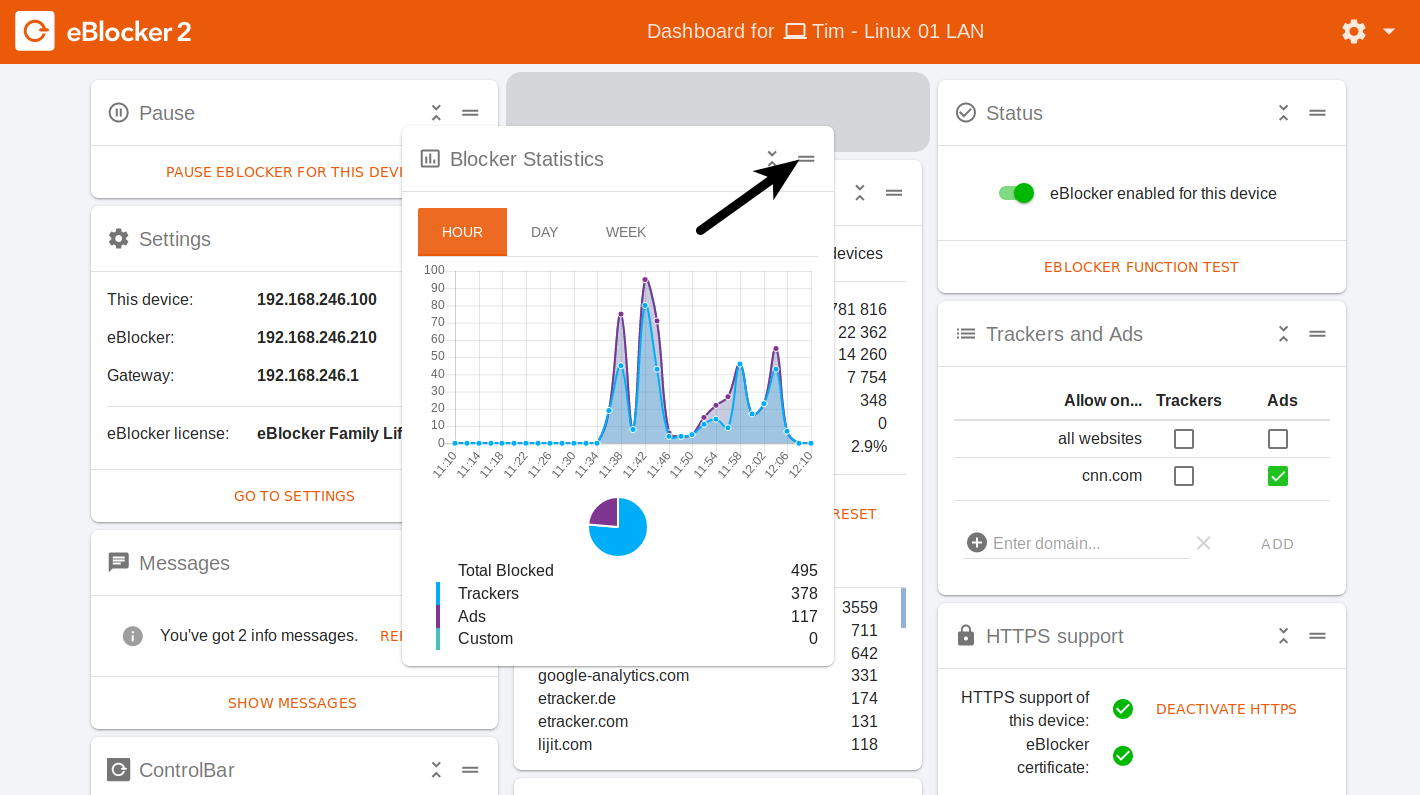 eBlocker 2
Dashboard for Tim - Linux 01 LAN
Pause
PAUSE EBLOCKER FOR THIS
Settings
This device: 192.168.246.100
eBlocker: 192.168.246.210
Gateway: 192.168.246.1
eBlocker license: eBlocker Family
GO TO SETTINGS
Messages
You've got 2 info messages.
SHOW MESSAGES
ControlBar
Blocker Statistics
HOUR DAY WEEK
100
90
80
70
60
50
40
30
20
10
0
11:10 11:14 11:18 11:22 11:26 11:30 11:34 11:38 11:42 11:46 11:50 11:54 11:58 12:02 12:06 12:10
Total Blocked 495
Trackers 378
Ads 117
Custom 0
devices
781 816
22 362
14 260
7 754
348
0
2.9%
RESET
3559
711
642
google-analytics.com 331
etracker.de 174
etracker.com 131
lijit.com 118
Status
eBlocker enabled for this device
EBLOCKER FUNCTION TEST
Trackers and Ads
Allow on... Trackers Ads
all websites
cnn.com
Enter domain... ADD
HTTPS support
HTTPS support of
this device:
DEACTIVATE HTTPS
eBlocker
certificate: